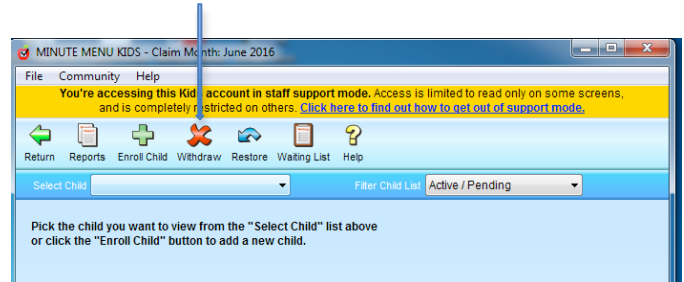 MINUTE MENU KIDS - Claim Month: June 2016
File Community Help
You're accessing this Kids account in staff support mode. Access is limited to read only on some screens,
and is completely restricted on others. Click here to find out how to get out of support mode.
Return Reports Enroll Child Withdraw Restore Waiting List Help
Select Child Filter Child List Active / Pending
Pick the child you want to view from the "Select Child" list above
or click the "Enroll Child" button to add a new child.